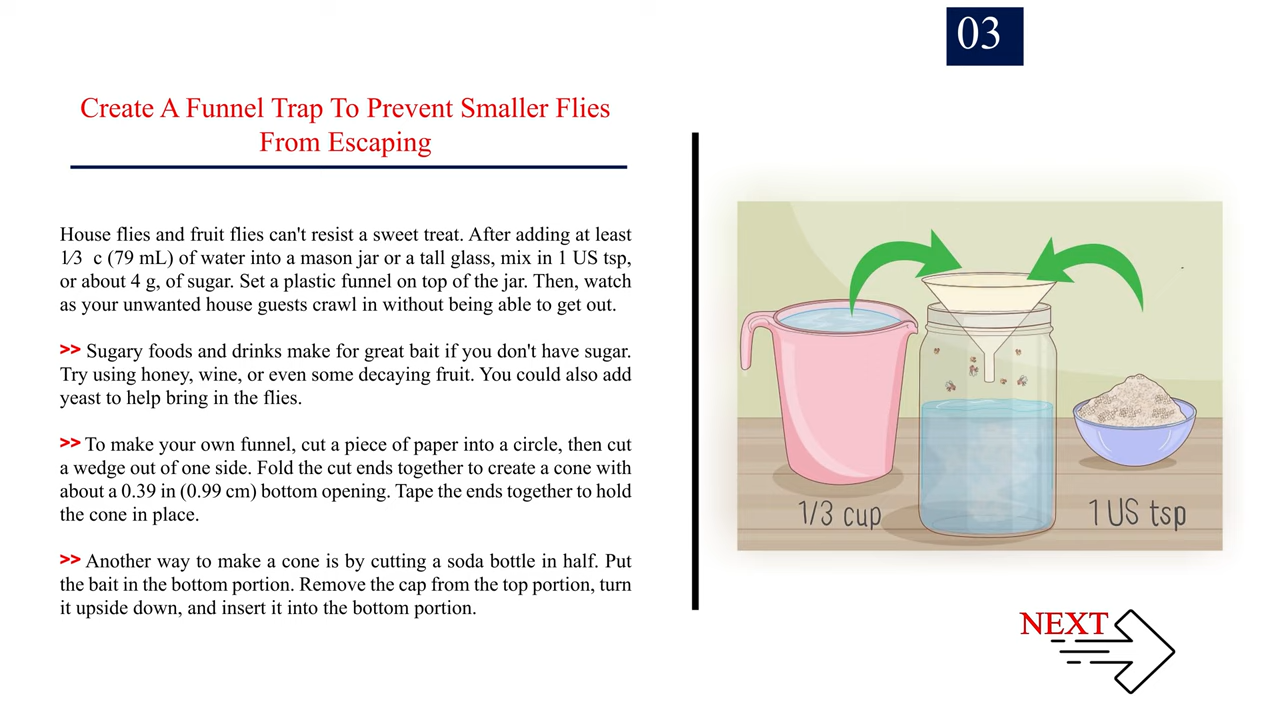 03
Create A Funnel Trap To Prevent Smaller Flies
From Escaping
House flies and fruit flies can't resist a sweet treat. After adding at least
1⁄3 c (79 mL) of water into a mason jar or a tall glass, mix in 1 US tsp,
or about 4 g, of sugar. Set a plastic funnel on top of the jar. Then, watch
as your unwanted house guests crawl in without being able to get out.
>> Sugary foods and drinks make for great bait if you don't have sugar.
Try using honey, wine, or even some decaying fruit. You could also add
yeast to help bring in the flies.
>> To make your own funnel, cut a piece of paper into a circle, then cut
a wedge out of one side. Fold the cut ends together to create a cone with
about a 0.39 in (0.99 cm) bottom opening. Tape the ends together to hold
the cone in place.
>> Another way to make a cone is by cutting a soda bottle in half. Put
the bait in the bottom portion. Remove the cap from the top portion, turn
it upside down, and insert it into the bottom portion.
1/3 cup
1 US tsp
NEXT